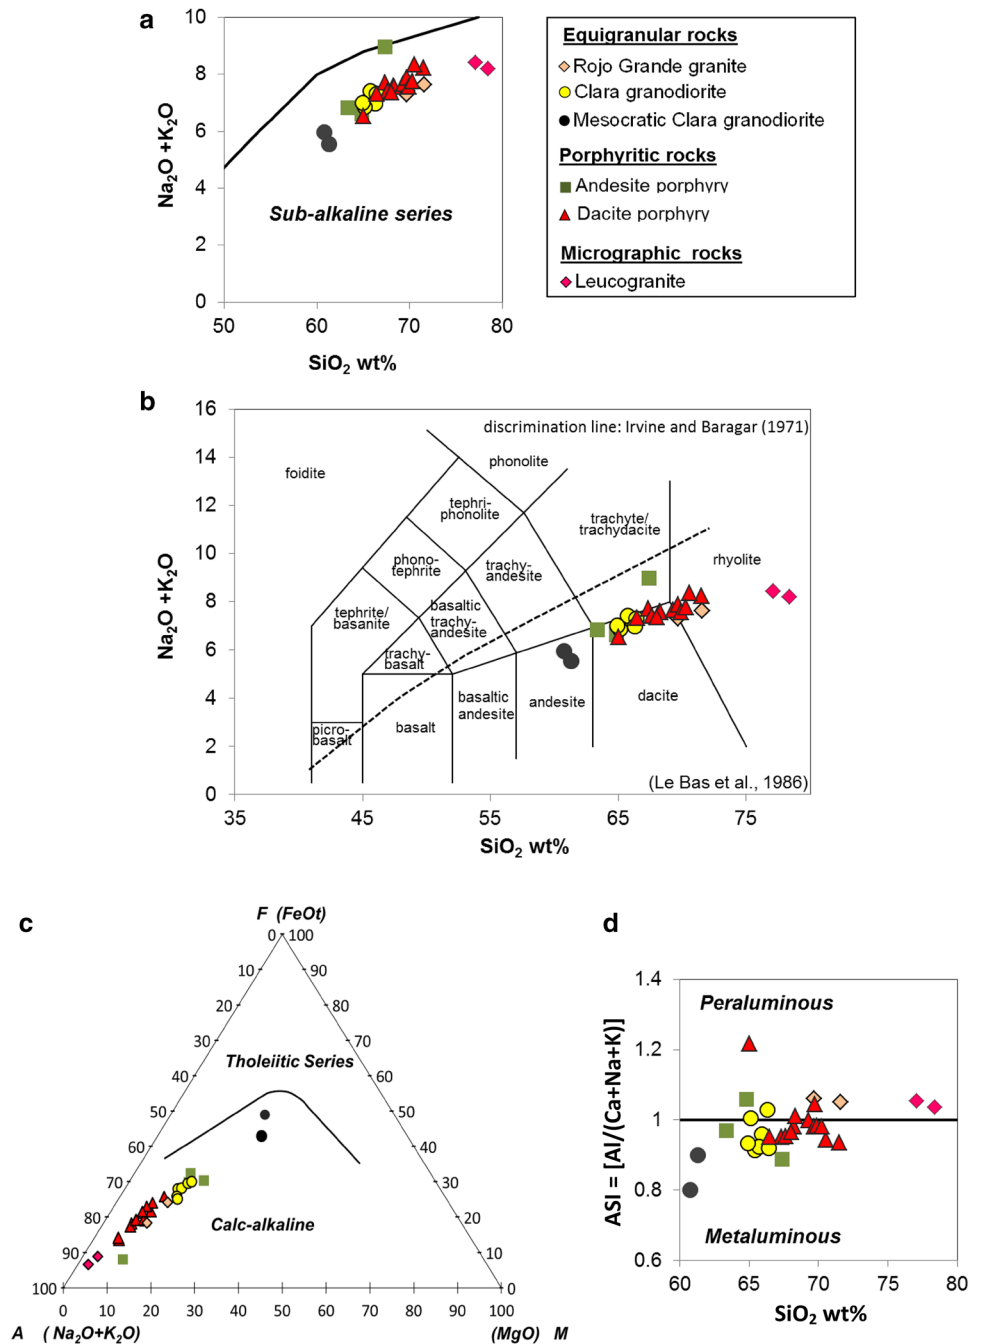 a
10
8
6
4
2
0
50 60 70 80
Na2O +K2O
SiO2 wt%
Sub-alkaline series
Equigranular rocks
Rojo Grande granite
Clara granodiorite
Mesocratic Clara granodiorite
Porphyritic rocks
Andesite porphyry
Dacite porphyry
Micrographic rocks
Leucogranite
b
16
14
12
10
8
6
4
2
0
35 45 55 65 75
Na2O+K2O
SiO2 wt%
discrimination line: Irvine and Baragar (1971)
foidite
phonolite
tephri-
phonolite
trachyte/
trachydacite
phono-
tephrite
trachy-
andesite
rhyolite
tephrite/
basanite
basaltic
trachy-
andesite
trachy-
basalt
picro-
basalt
basalt
basaltic
andesite
andesite
dacite
(Le Bas et al., 1986)
c
F (FeOt)
0 100
10 90
20 80
30 70
Tholeiitic Series
40 60
50 50
60 40
70 30
Calc-alkaline
80 20
90 10
100 0
0 10 20 30 40 50 60 70 80 90 100
A ( Na2O+K2O) (MgO) M
d
1.4
1.2
1
0.8
0.6
60 65 70 75 80
ASI = [Al/(Ca+Na+K)]
SiO2 wt%
Peraluminous
Metaluminous